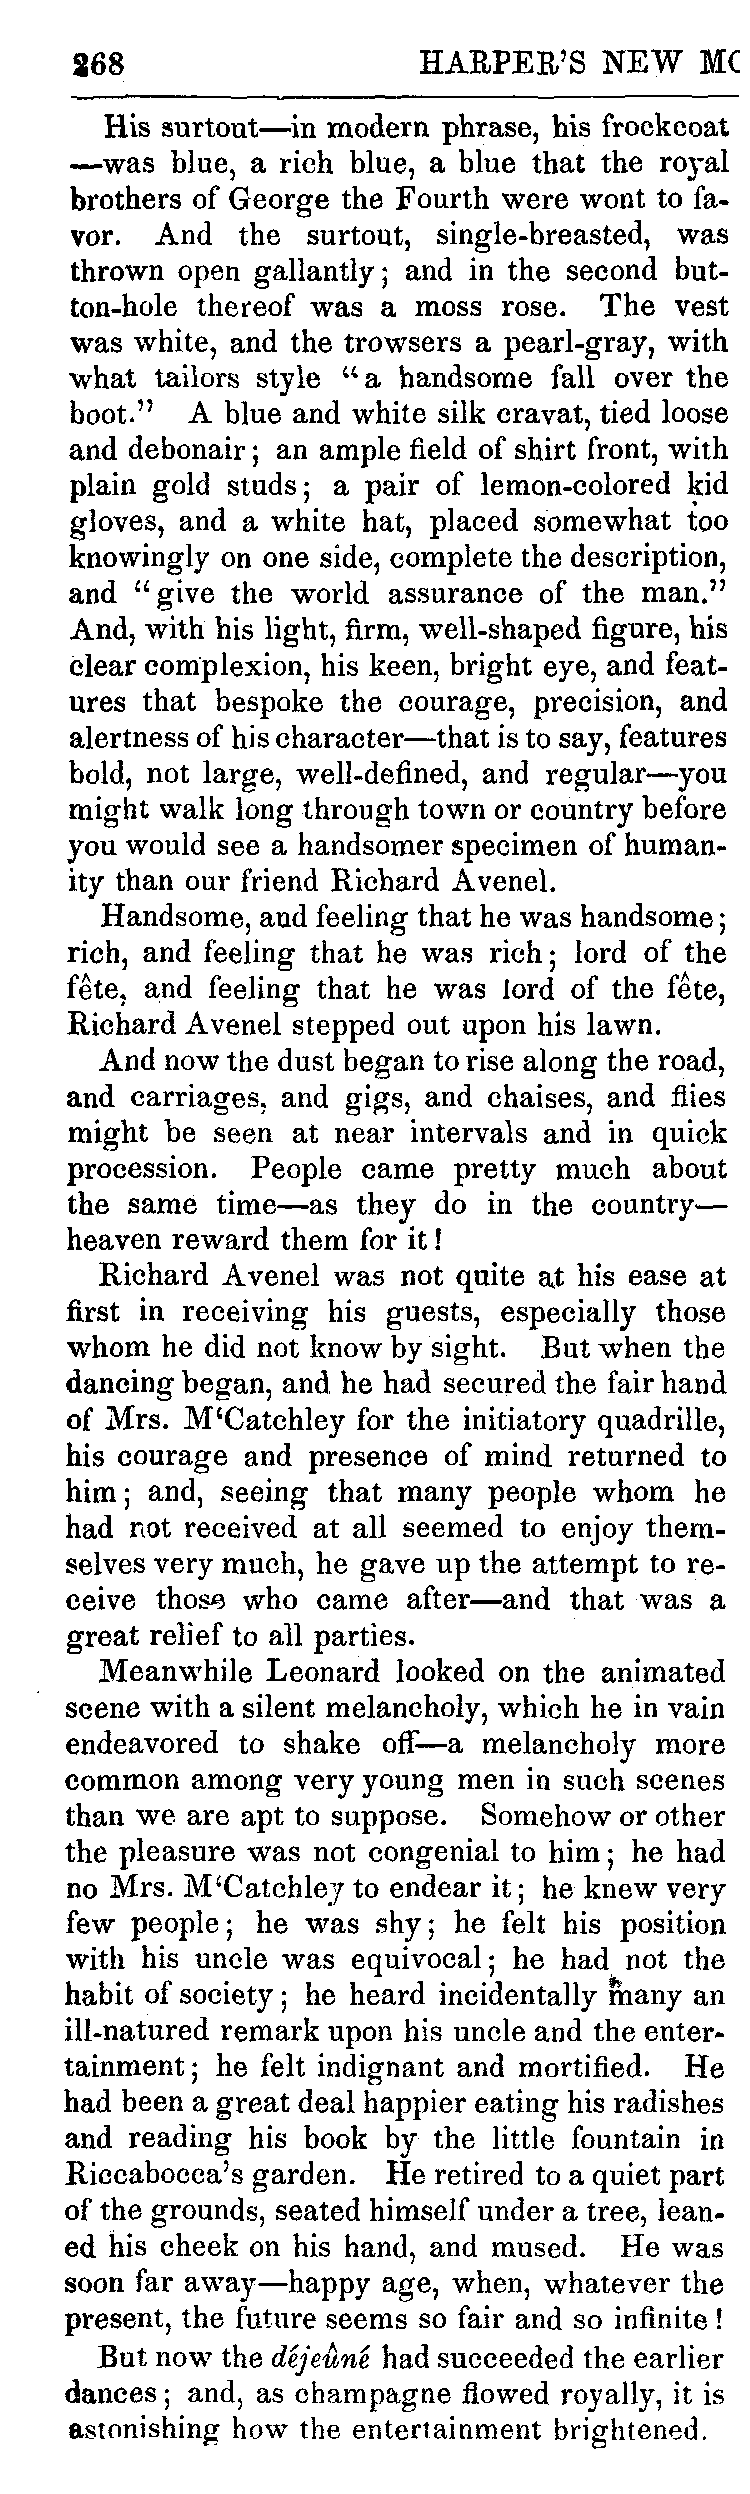 268 HARPER'S NEW MO
His surtout—in modern phrase, his frockcoat
—was blue, a rich blue, a blue that the royal
brothers of George the Fourth were wont to fa-
vor. And the surtout, single-breasted, was
thrown open gallantly; and in the second but-
ton-hole thereof was a moss rose. The vest
was white, and the trowsers a pearl-gray, with
what tailors style “a handsome fall over the
boot.” A blue and white silk cravat, tied loose
and debonair; an ample field of shirt front, with
plain gold studs; a pair of lemon-colored kid
gloves, and a white hat, placed somewhat too
knowingly on one side, complete the description,
and “give the world assurance of the man.”
And, with his light, firm, well-shaped figure, his
clear complexion, his keen, bright eye, and feat-
ures that bespoke the courage, precision, and
alertness of his character—that is to say, features
bold, not large, well-defined, and regular—you
might walk long through town or country before
you would see a handsomer specimen of human-
ity than our friend Richard Avenel.
Handsome, and feeling that he was handsome;
rich, and feeling that he was rich; lord of the
fête, and feeling that he was lord of the fête,
Richard Avenel stepped out upon his lawn.
And now the dust began to rise along the road,
and carriages, and gigs, and chaises, and flies
might be seen at near intervals and in quick
procession. People came pretty much about
the same time—as they do in the country—
heaven reward them for it!
Richard Avenel was not quite at his ease at
first in receiving his guests, especially those
whom he did not know by sight. But when the
dancing began, and he had secured the fair hand
of Mrs. M‘Catchley for the initiatory quadrille,
his courage and presence of mind returned to
him; and, seeing that many people whom he
had not received at all seemed to enjoy them-
selves very much, he gave up the attempt to re-
ceive those who came after—and that was a
great relief to all parties.
Meanwhile Leonard looked on the animated
scene with a silent melancholy, which he in vain
endeavored to shake off—a melancholy more
common among very young men in such scenes
than we are apt to suppose. Somehow or other
the pleasure was not congenial to him; he had
no Mrs. M‘Catchley to endear it; he knew very
few people; he was shy; he felt his position
with his uncle was equivocal; he had not the
habit of society; he heard incidentally many an
ill-natured remark upon his uncle and the enter-
tainment; he felt indignant and mortified. He
had been a great deal happier eating his radishes
and reading his book by the little fountain in
Riccabocca's garden. He retired to a quiet part
of the grounds, seated himself under a tree, lean-
ed his cheek on his hand, and mused. He was
soon far away—happy age, when, whatever the
present, the future seems so fair and so infinite!
But now the déjeûné had succeeded the earlier
dances; and, as champagne flowed royally, it is
astonishing how the entertainment brightened.